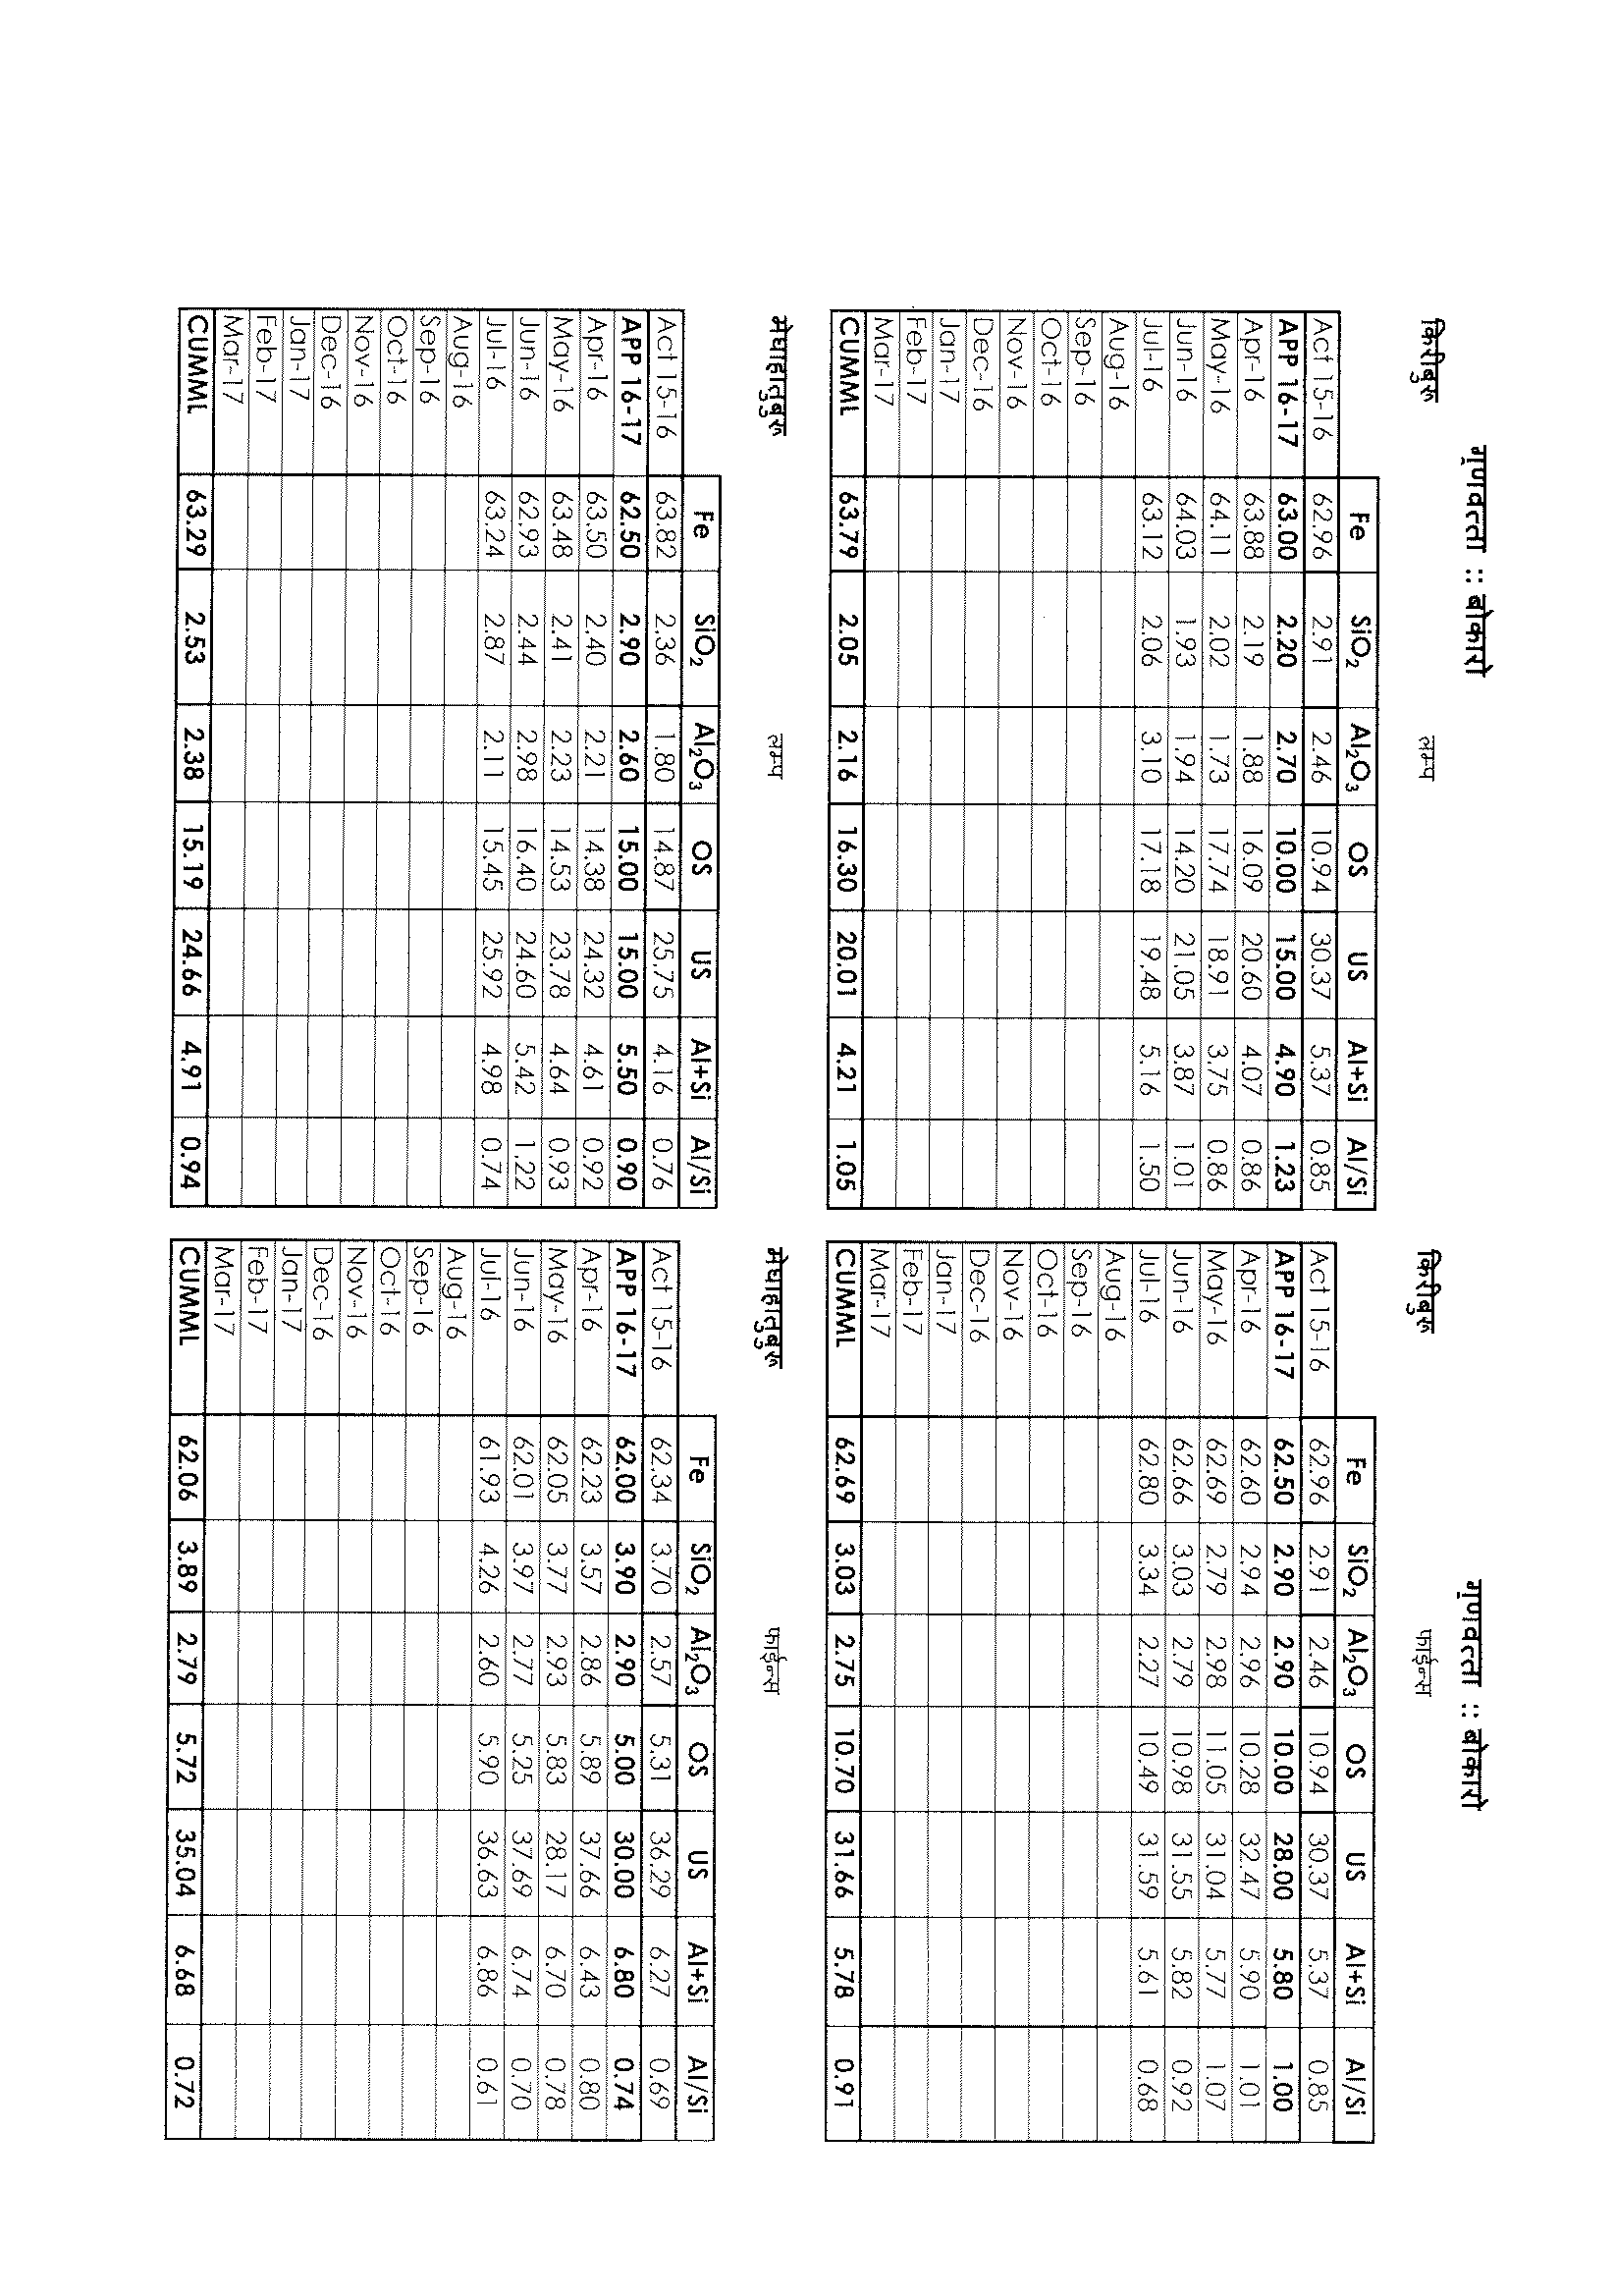 गुणवत्ता :: बोकारो
किरीबुरू लम्प
Fe SiO₂ Al₂O₃ OS US Al+Si Al/Si
Act 15-16 62.96 2.91 2.46 10.94 30.37 5.37 0.85
APP 16-17 63.00 2.20 2.70 10.00 15.00 4.90 1.23
Apr-16 63.88 2.19 1.88 16.09 20.60 4.07 0.86
May-16 64.11 2.02 1.73 17.74 18.91 3.75 0.86
Jun-16 64.03 1.93 1.94 14.20 21.05 3.87 1.01
Jul-16 63.12 2.06 3.10 17.18 19.48 5.16 1.50
Aug-16
Sep-16
Oct-16
Nov-16
Dec-16
Jan-17
Feb-17
Mar-17
CUMML 63.79 2.05 2.16 16.30 20.01 4.21 1.05
मेघाहातुबुरू लम्प
Fe SiO₂ Al₂O₃ OS US Al+Si Al/Si
Act 15-16 63.82 2.36 1.80 14.87 25.75 4.16 0.76
APP 16-17 62.50 2.90 2.60 15.00 15.00 5.50 0.90
Apr-16 63.50 2.40 2.21 14.38 24.32 4.61 0.92
May-16 63.48 2.41 2.23 14.53 23.78 4.64 0.93
Jun-16 62.93 2.44 2.98 16.40 24.60 5.42 1.22
Jul-16 63.24 2.87 2.11 15.45 25.92 4.98 0.74
Aug-16
Sep-16
Oct-16
Nov-16
Dec-16
Jan-17
Feb-17
Mar-17
CUMML 63.29 2.53 2.38 15.19 24.66 4.91 0.94
गुणवत्ता :: बोकारो
किरीबुरू फाईन्स
Fe SiO₂ Al₂O₃ OS US Al+Si Al/Si
Act 15-16 62.96 2.91 2.46 10.94 30.37 5.37 0.85
APP 16-17 62.50 2.90 2.90 10.00 28.00 5.80 1.00
Apr-16 62.60 2.94 2.96 10.28 32.47 5.90 1.01
May-16 62.69 2.79 2.98 11.05 31.04 5.77 1.07
Jun-16 62.66 3.03 2.79 10.98 31.55 5.82 0.92
Jul-16 62.80 3.34 2.27 10.49 31.59 5.61 0.68
Aug-16
Sep-16
Oct-16
Nov-16
Dec-16
Jan-17
Feb-17
Mar-17
CUMML 62.69 3.03 2.75 10.70 31.66 5.78 0.91
मेघाहातुबुरू फाईन्स
Fe SiO₂ Al₂O₃ OS US Al+Si Al/Si
Act 15-16 62.34 3.70 2.57 5.31 36.29 6.27 0.69
APP 16-17 62.00 3.90 2.90 5.00 30.00 6.80 0.74
Apr-16 62.23 3.57 2.86 5.89 37.66 6.43 0.80
May-16 62.05 3.77 2.93 5.83 28.17 6.70 0.78
Jun-16 62.01 3.97 2.77 5.25 37.69 6.74 0.70
Jul-16 61.93 4.26 2.60 5.90 36.63 6.86 0.61
Aug-16
Sep-16
Oct-16
Nov-16
Dec-16
Jan-17
Feb-17
Mar-17
CUMML 62.06 3.89 2.79 5.72 35.04 6.68 0.72